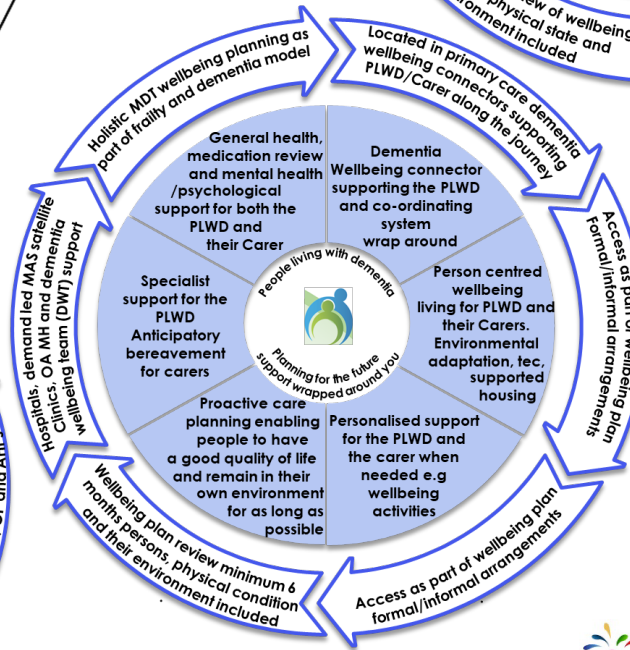 Holistic MDT wellbeing planning as
part of frailty and dementia model
Located in primary care dementia
wellbeing connectors supporting
PLWD/Carer along the journey
Access as part of wellbeing plan
Formal/informal arrangements
Access as part of wellbeing plan
formal/informal arrangements
Wellbeing plan review minimum 6
months persons, physical condition
and their environment included
Hospitals, demand led MAS satellite
Clinics, OA MH and dementia
wellbeing team (DWT) support
General health,
medication review
and mental health
/psychological
support for both the
PLWD and
their Carer
Dementia
Wellbeing connector
supporting the PLWD
and co-ordinating
system
wrap around
Person centred
wellbeing
living for PLWD and
their Carers.
Environmental
adaptation, tec,
supported
housing
Personalised support
for the PLWD and
the carer when
needed e.g
wellbeing
activities
Proactive care
planning enabling
people to have
a good quality of life
and remain in their
own environment
for as long as
possible
Specialist
support for the
PLWD
Anticipatory
bereavement
for carers
People living with dementia
Planning for the future
support wrapped around you
of wellbeing
physical state and
included